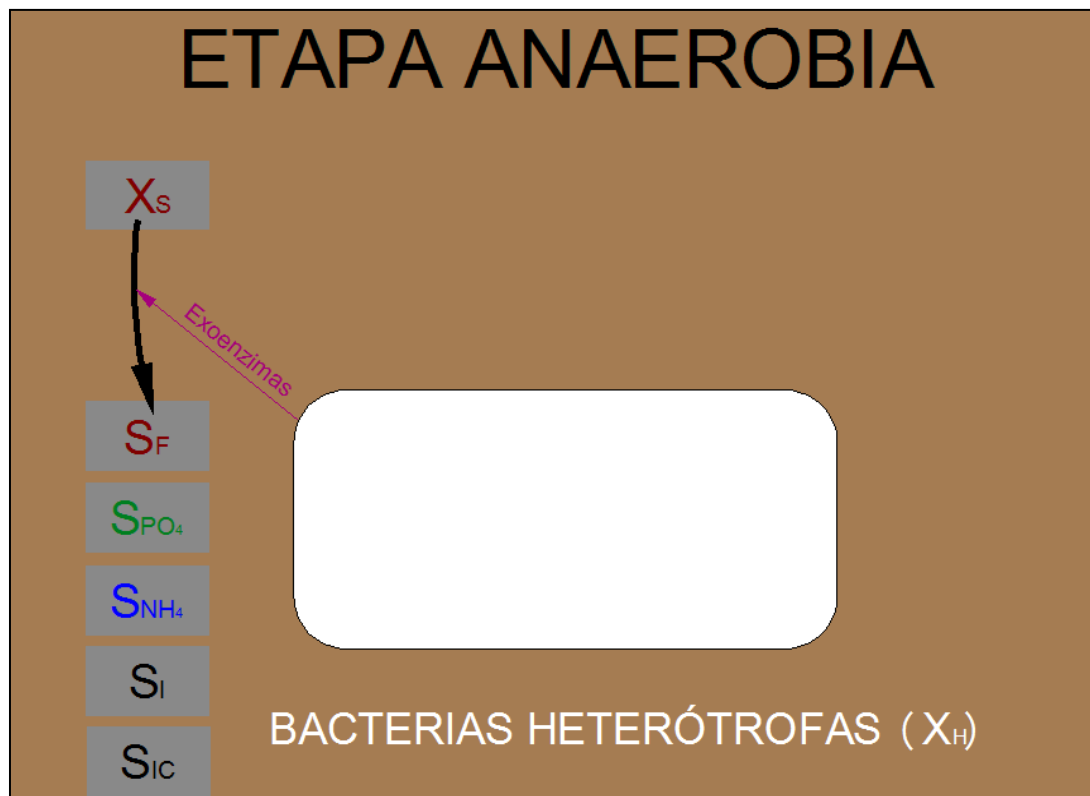 ETAPA ANAEROBIA
XS
Exoenzimas
SF
SPO4
SNH4
SI
SIC
BACTERIAS HETERÓTROFAS ( XH)